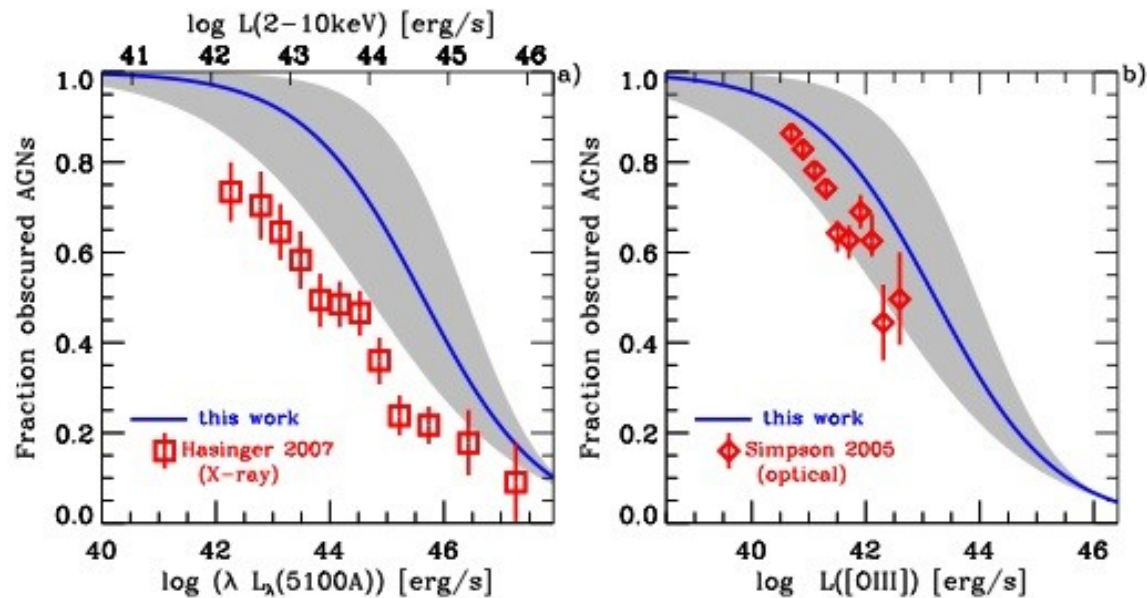 log L(2-10keV) [erg/s]
41 42 43 44 45 46
a)
b)
Fraction obscured AGNs
1.0
0.8
0.6
0.4
0.2
0.0
this work
Hasinger 2007
(X-ray)
40 42 44 46
log (λ Lλ(5100A)) [erg/s]
Fraction obscured AGNs
1.0
0.8
0.6
0.4
0.2
0.0
this work
Simpson 2005
(optical)
40 42 44 46
log L([OIII]) [erg/s]